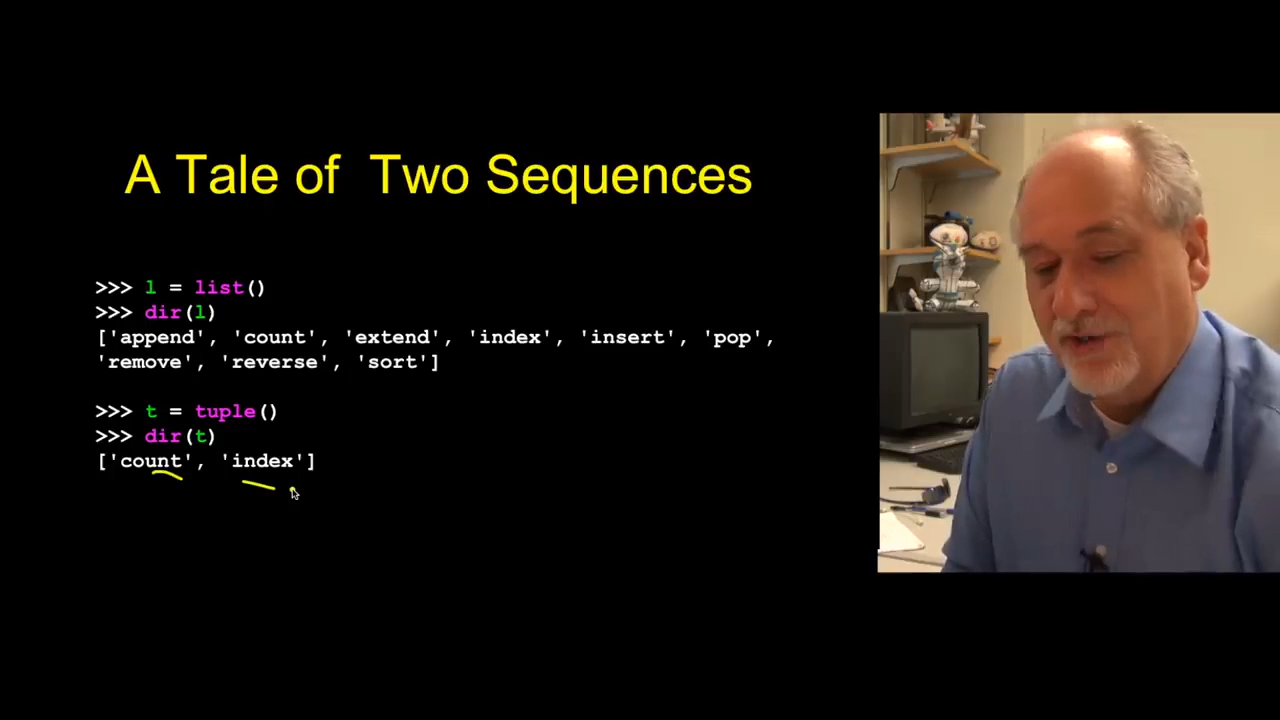 A Tale of Two Sequences
>>> l = list()
>>> dir(l)
['append', 'count', 'extend', 'index', 'insert', 'pop',
'remove', 'reverse', 'sort']
>>> t = tuple()
>>> dir(t)
['count', 'index']